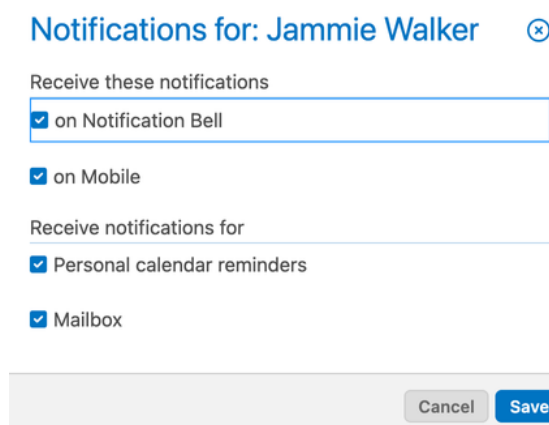 Notifications for: Jammie Walker
Receive these notifications
on Notification Bell
on Mobile
Receive notifications for
Personal calendar reminders
Mailbox
Cancel Save